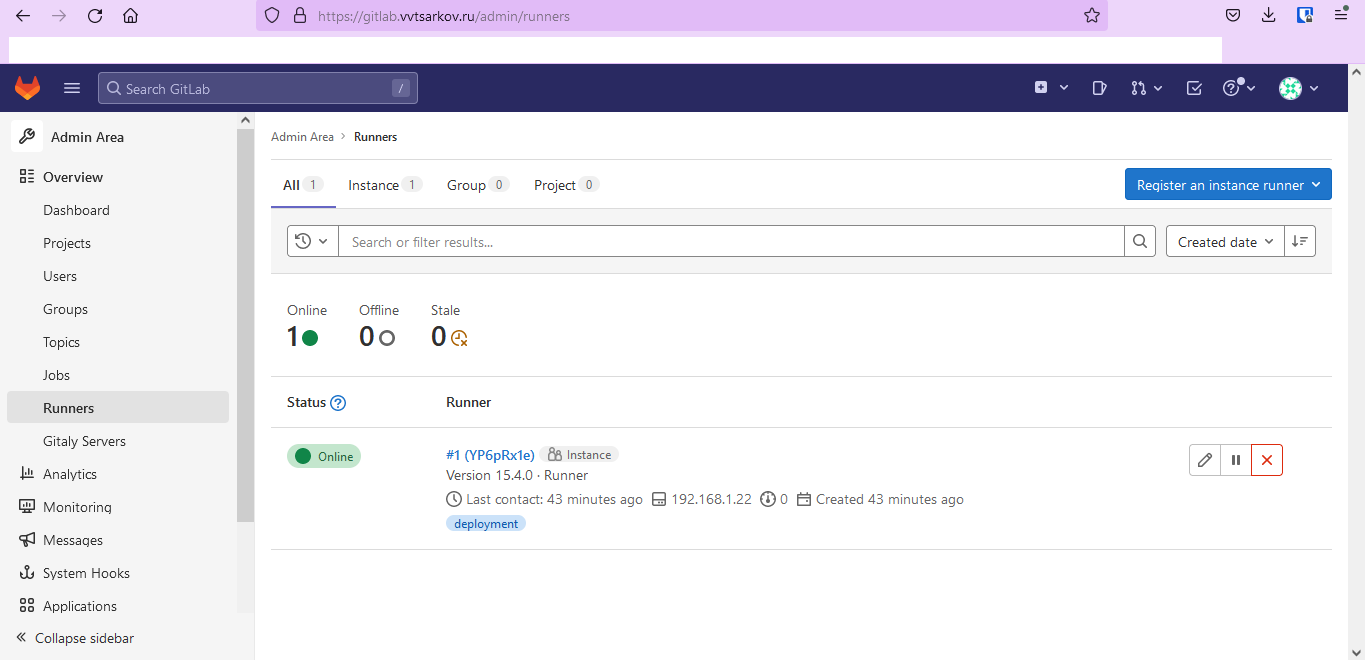 https://gitlab.vvtsarkov.ru/admin/runners
Search GitLab /
Admin Area
Overview
Dashboard
Projects
Users
Groups
Topics
Jobs
Runners
Gitaly Servers
Analytics
Monitoring
Messages
System Hooks
Applications
Collapse sidebar
Admin Area › Runners
All 1 Instance 1 Group 0 Project 0 Register an instance runner
Search or filter results... Created date
Online Offline Stale
1 0 0
Status Runner
Online #1 (YP6pRx1e) Instance
Version 15.4.0 · Runner
Last contact: 43 minutes ago 192.168.1.22 0 Created 43 minutes ago
deployment